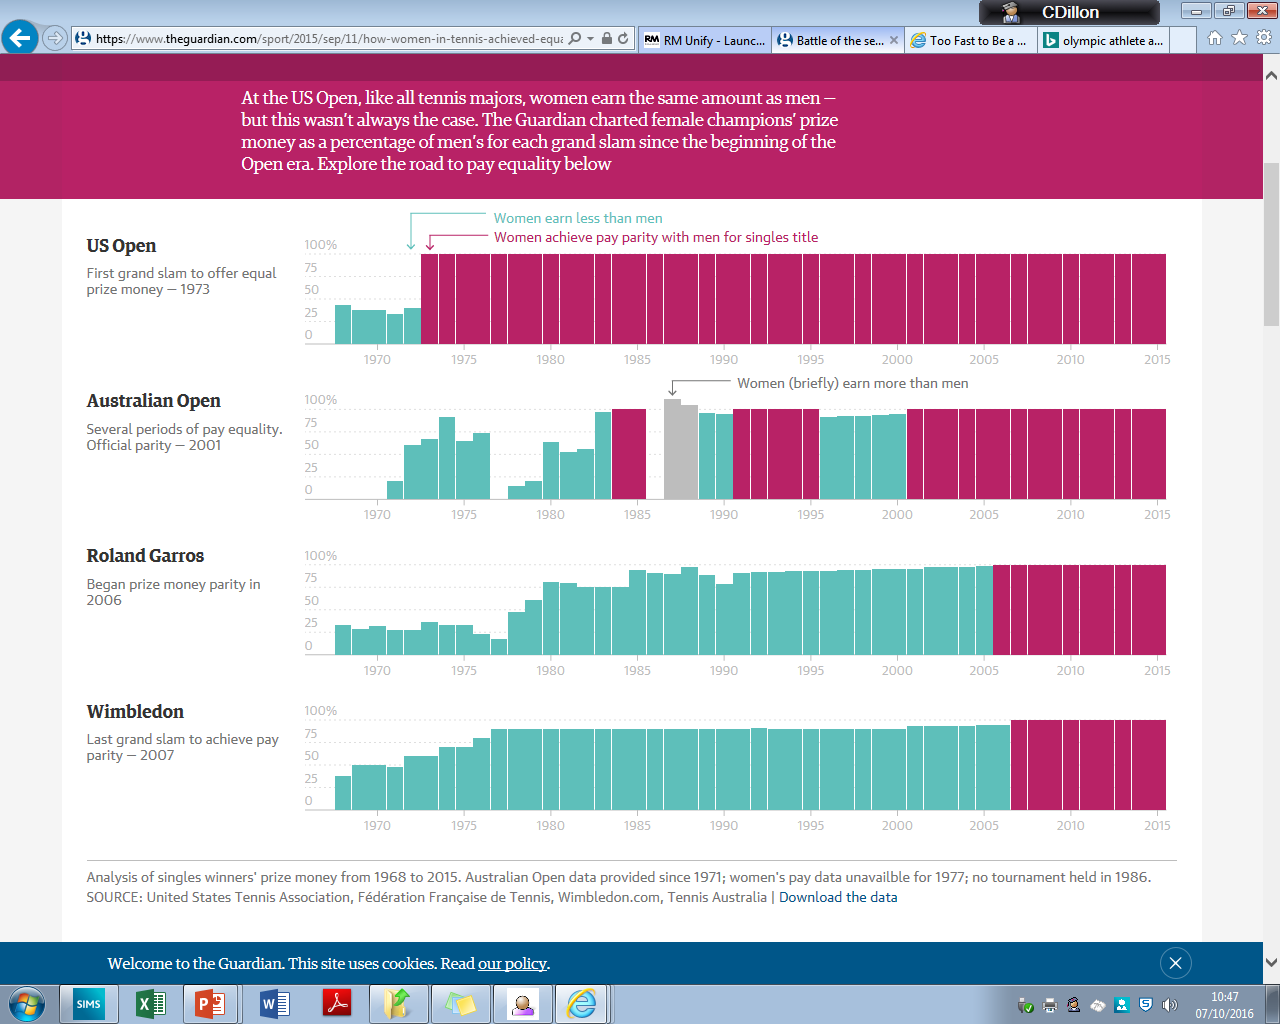 CDillon
https://www.theguardian.com/sport/2015/sep/11/how-women-in-tennis-achieved-equa
RM RM Unify - Launc...
Battle of the se...
Too Fast to Be a ...
olympic athlete a...
At the US Open, like all tennis majors, women earn the same amount as men –
but this wasn't always the case. The Guardian charted female champions' prize
money as a percentage of men's for each grand slam since the beginning of the
Open era. Explore the road to pay equality below
Women earn less than men
Women achieve pay parity with men for singles title
US Open
First grand slam to offer equal
prize money – 1973
100%
75
50
25
0
1970 1975 1980 1985 1990 1995 2000 2005 2010 2015
Women (briefly) earn more than men
Australian Open
Several periods of pay equality.
Official parity – 2001
100%
75
50
25
0
1970 1975 1980 1985 1990 1995 2000 2005 2010 2015
Roland Garros
Began prize money parity in
2006
100%
75
50
25
0
1970 1975 1980 1985 1990 1995 2000 2005 2010 2015
Wimbledon
Last grand slam to achieve pay
parity – 2007
100%
75
50
25
0
1970 1975 1980 1985 1990 1995 2000 2005 2010 2015
Analysis of singles winners' prize money from 1968 to 2015. Australian Open data provided since 1971; women's pay data unavailble for 1977; no tournament held in 1986.
SOURCE: United States Tennis Association, Fédération Française de Tennis, Wimbledon.com, Tennis Australia | Download the data
Welcome to the Guardian. This site uses cookies. Read our policy.
SIMS
10:47
07/10/2016